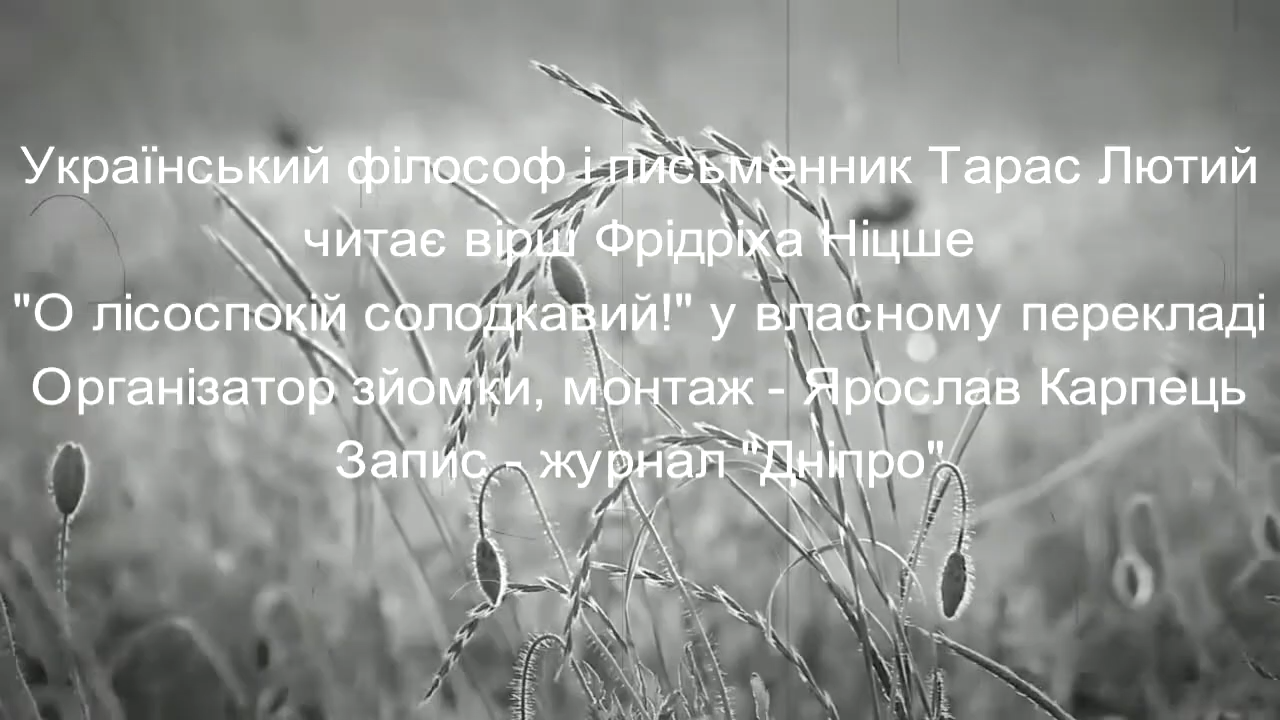 Український філософ і письменник Тарас Лютий
читає вірш Фрідріха Ніцше
"О лісоспокій солодкавий!" у власному перекладі
Організатор зйомки, монтаж - Ярослав Карпець
Запис - журнал "Дніпро"